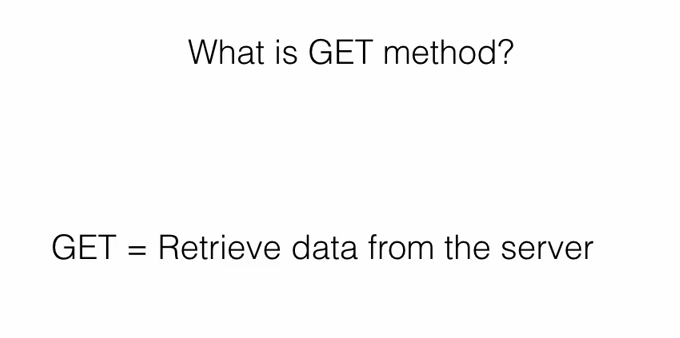 What is GET method?
GET = Retrieve data from the server